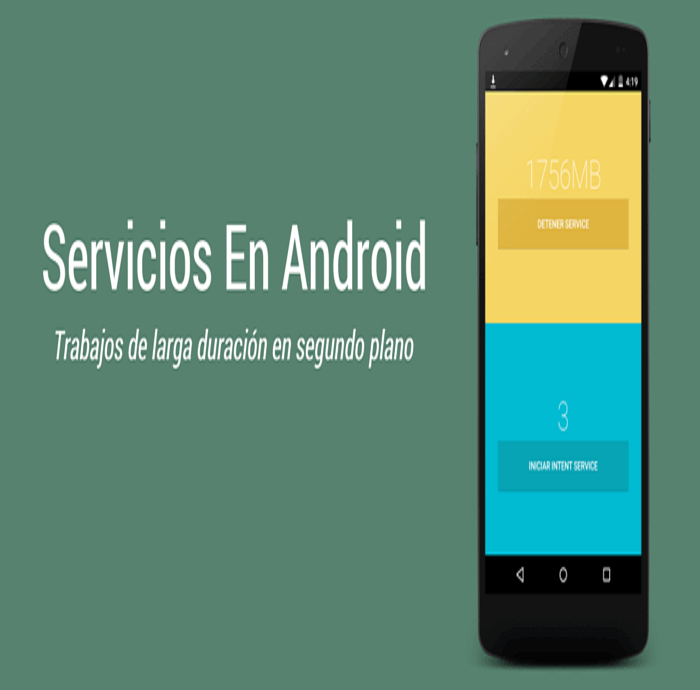 4:19
1756MB
DETENER SERVICE
Servicios En Android
Trabajos de larga duración en segundo plano
3
INICIAR INTENT SERVICE